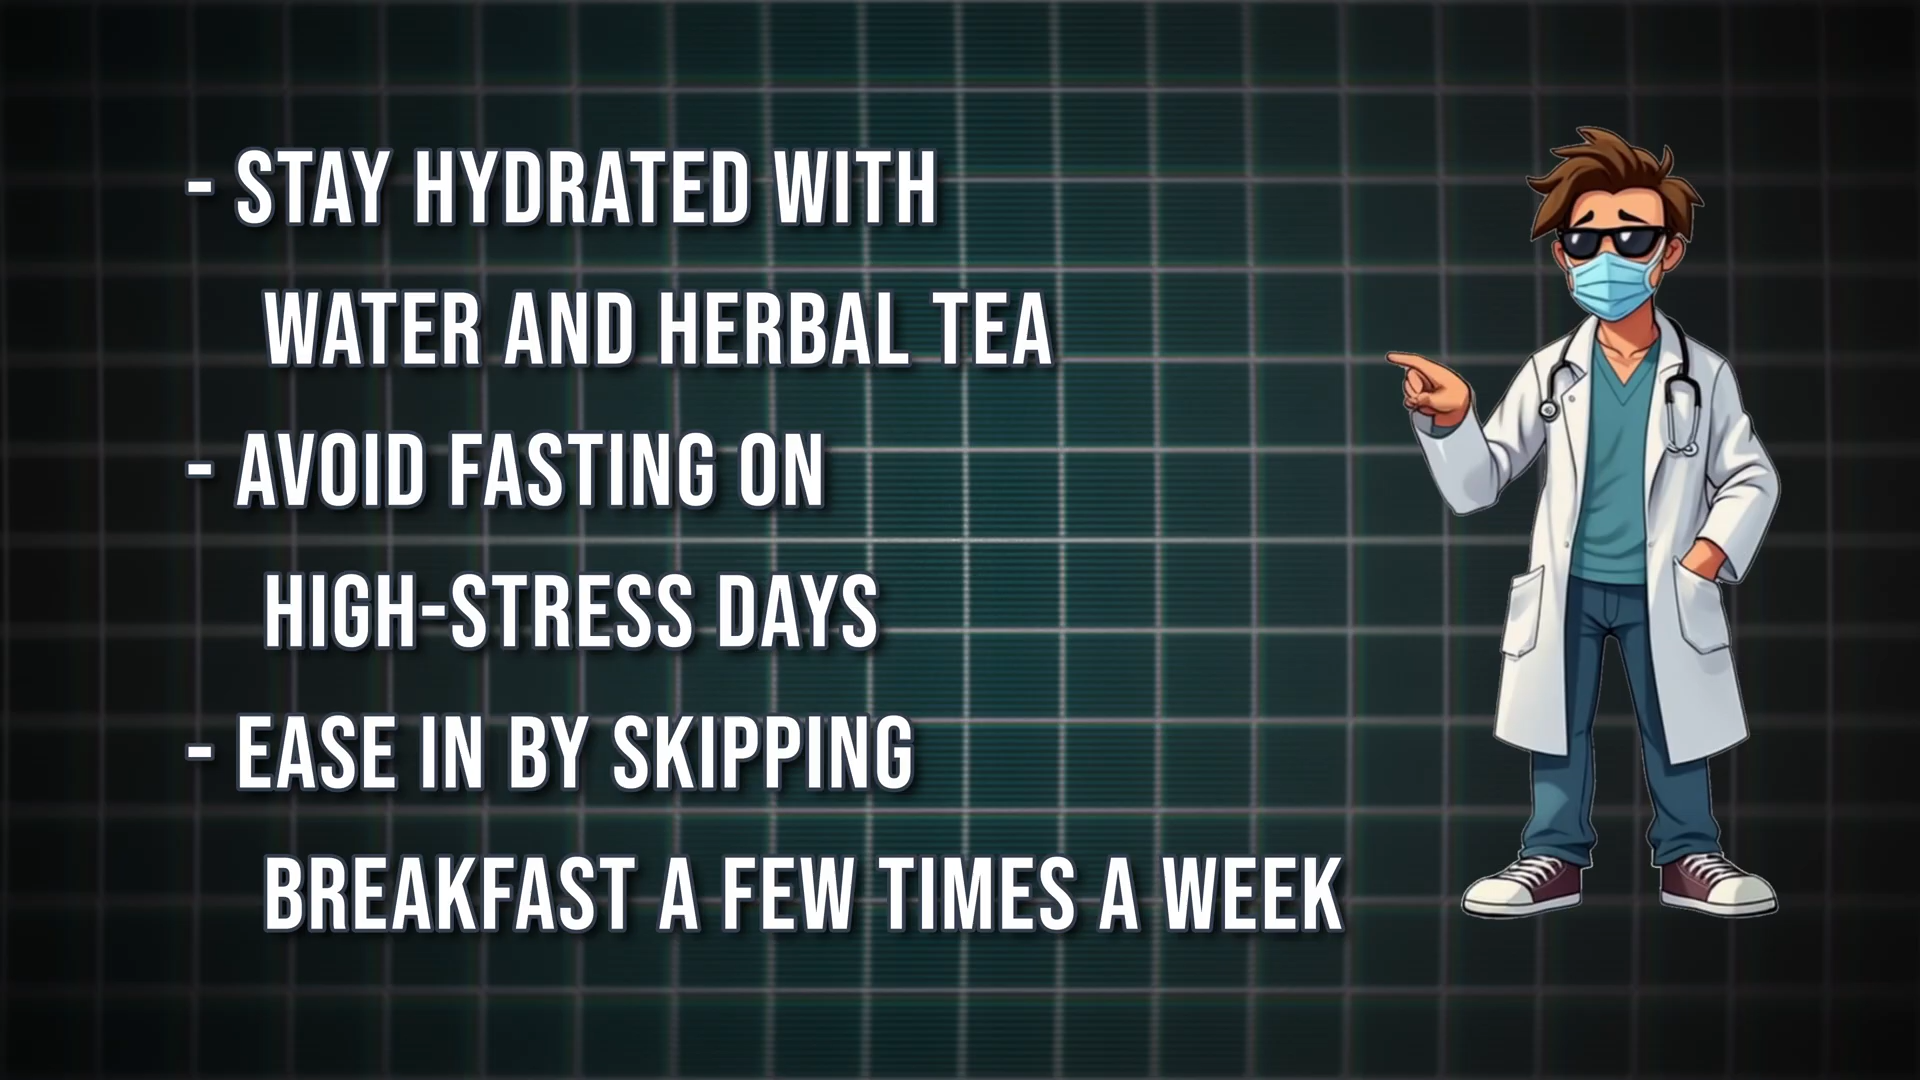 - STAY HYDRATED WITH
WATER AND HERBAL TEA
- AVOID FASTING ON
HIGH-STRESS DAYS
- EASE IN BY SKIPPING
BREAKFAST A FEW TIMES A WEEK